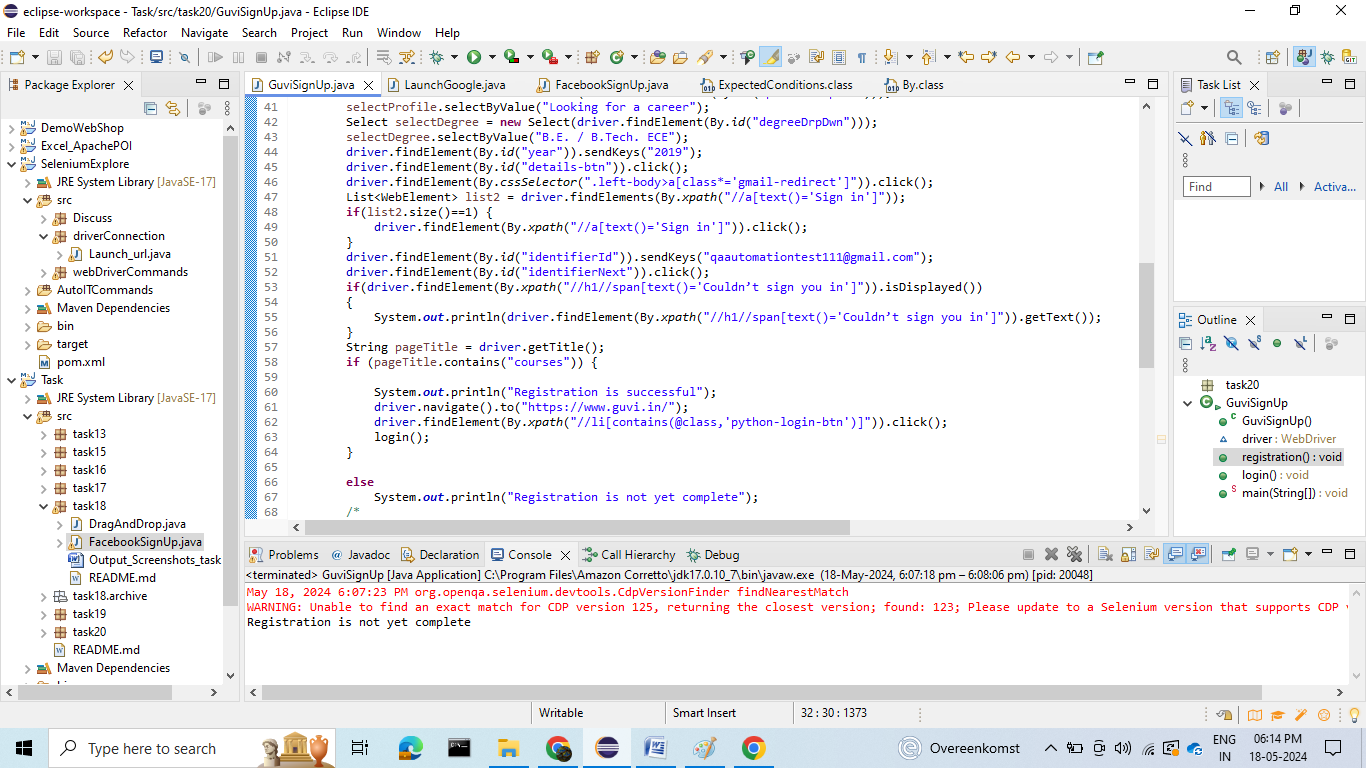 eclipse-workspace - Task/src/task20/GuviSignUp.java - Eclipse IDE
File Edit Source Refactor Navigate Search Project Run Window Help
Package Explorer
DemoWebShop
Excel_ApachePOI
SeleniumExplore
JRE System Library [JavaSE-17]
src
Discuss
driverConnection
Launch_url.java
webDriverCommands
AutoITCommands
Maven Dependencies
bin
target
pom.xml
Task
JRE System Library [JavaSE-17]
src
task13
task15
task16
task17
task18
DragAndDrop.java
FacebookSignUp.java
Output_Screenshots_task
README.md
task18.archive
task19
task20
README.md
Maven Dependencies
GuviSignUp.java LaunchGoogle.java FacebookSignUp.java ExpectedConditions.class By.class
41 selectProfile.selectByValue("Looking for a career");
42 Select selectDegree = new Select(driver.findElement(By.id("degreeDrpDwn")));
43 selectDegree.selectByValue("B.E. / B.Tech. ECE");
44 driver.findElement(By.id("year")).sendKeys("2019");
45 driver.findElement(By.id("details-btn")).click();
46 driver.findElement(By.cssSelector(".left-body>a[class*='gmail-redirect']")).click();
47 List<WebElement> list2 = driver.findElements(By.xpath("//a[text()='Sign in']"));
48 if(list2.size()==1) {
49 driver.findElement(By.xpath("//a[text()='Sign in']")).click();
50 }
51 driver.findElement(By.id("identifierId")).sendKeys("qaautomationtest111@gmail.com");
52 driver.findElement(By.id("identifierNext")).click();
53 if(driver.findElement(By.xpath("//h1//span[text()='Couldn’t sign you in']")).isDisplayed())
54 {
55 System.out.println(driver.findElement(By.xpath("//h1//span[text()='Couldn’t sign you in']")).getText());
56 }
57 String pageTitle = driver.getTitle();
58 if (pageTitle.contains("courses")) {
59
60 System.out.println("Registration is successful");
61 driver.navigate().to("https://www.guvi.in/");
62 driver.findElement(By.xpath("//li[contains(@class,'python-login-btn')]")).click();
63 login();
64 }
65
66 else
67 System.out.println("Registration is not yet complete");
68 /*
Task List
Find All Activa...
Outline
task20
GuviSignUp
GuviSignUp()
driver : WebDriver
registration() : void
login() : void
main(String[]) : void
Problems Javadoc Declaration Console Call Hierarchy Debug
<terminated> GuviSignUp [Java Application] C:\Program Files\Amazon Corretto\jdk17.0.10_7\bin\javaw.exe (18-May-2024, 6:07:18 pm – 6:08:06 pm) [pid: 20048]
May 18, 2024 6:07:23 PM org.openqa.selenium.devtools.CdpVersionFinder findNearestMatch
WARNING: Unable to find an exact match for CDP version 125, returning the closest version; found: 123; Please update to a Selenium version that supports CDP
Registration is not yet complete
Writable Smart Insert 32 : 30 : 1373
Type here to search Overeenkomst ENG 06:14 PM
IN 18-05-2024